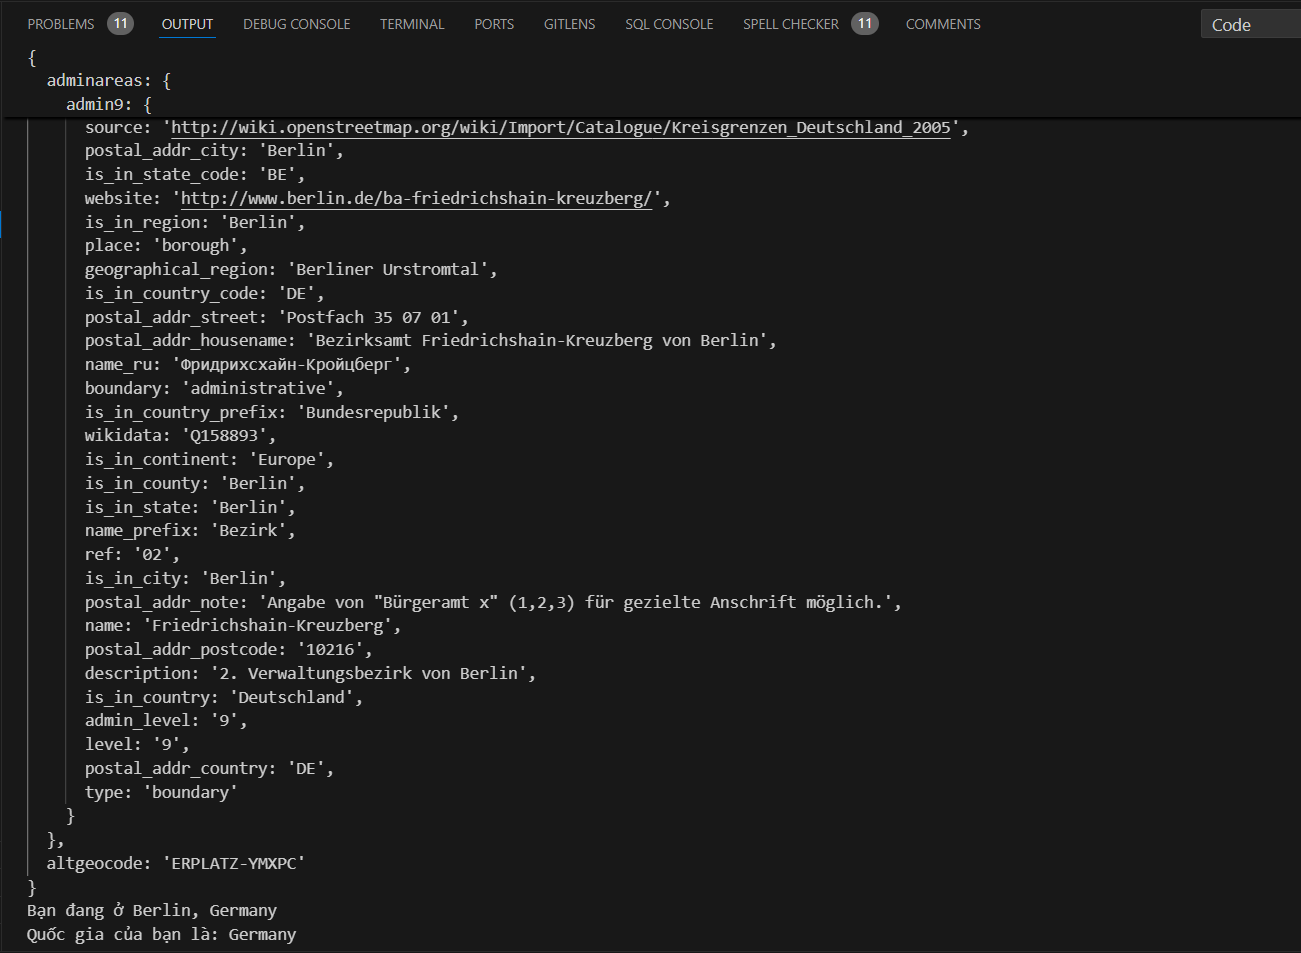 PROBLEMS 11 OUTPUT DEBUG CONSOLE TERMINAL PORTS GITLENS SQL CONSOLE SPELL CHECKER 11 COMMENTS Code
{
adminareas: {
admin9: {
source: 'http://wiki.openstreetmap.org/wiki/Import/Catalogue/Kreisgrenzen_Deutschland_2005',
postal_addr_city: 'Berlin',
is_in_state_code: 'BE',
website: 'http://www.berlin.de/ba-friedrichshain-kreuzberg/',
is_in_region: 'Berlin',
place: 'borough',
geographical_region: 'Berliner Urstromtal',
is_in_country_code: 'DE',
postal_addr_street: 'Postfach 35 07 01',
postal_addr_housename: 'Bezirksamt Friedrichshain-Kreuzberg von Berlin',
name_ru: 'Фридрихсхайн-Кройцберг',
boundary: 'administrative',
is_in_country_prefix: 'Bundesrepublik',
wikidata: 'Q158893',
is_in_continent: 'Europe',
is_in_county: 'Berlin',
is_in_state: 'Berlin',
name_prefix: 'Bezirk',
ref: '02',
is_in_city: 'Berlin',
postal_addr_note: 'Angabe von "Bürgeramt x" (1,2,3) für gezielte Anschrift möglich.',
name: 'Friedrichshain-Kreuzberg',
postal_addr_postcode: '10216',
description: '2. Verwaltungsbezirk von Berlin',
is_in_country: 'Deutschland',
admin_level: '9',
level: '9',
postal_addr_country: 'DE',
type: 'boundary'
}
},
altgeocode: 'ERPLATZ-YMXPC'
}
Bạn đang ở Berlin, Germany
Quốc gia của bạn là: Germany